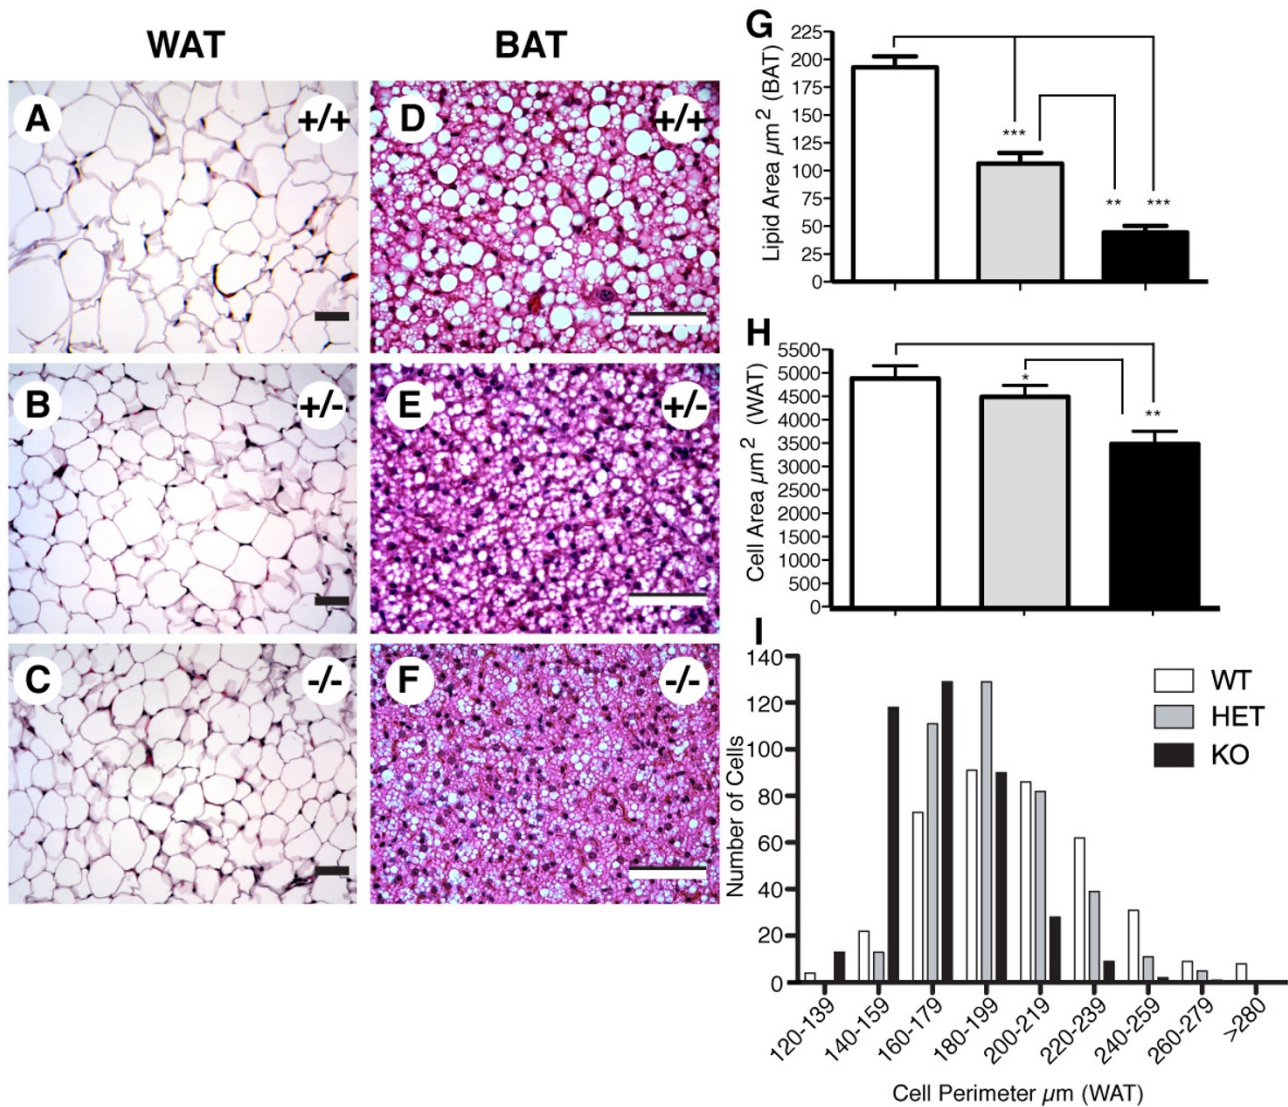 WAT
BAT
A
+/+
D
+/+
B
+/-
E
+/-
C
-/-
F
-/-
G
Lipid Area µm2 (BAT)
225
200
175
150
125
100
75
50
25
0
***
**
***
H
Cell Area µm2 (WAT)
5500
5000
4500
4000
3500
3000
2500
2000
1500
1000
500
0
*
**
I
Number of Cells
140
120
100
80
60
40
20
0
WT
HET
KO
120-139
140-159
160-179
180-199
200-219
220-239
240-259
260-279
>280
Cell Perimeter µm (WAT)